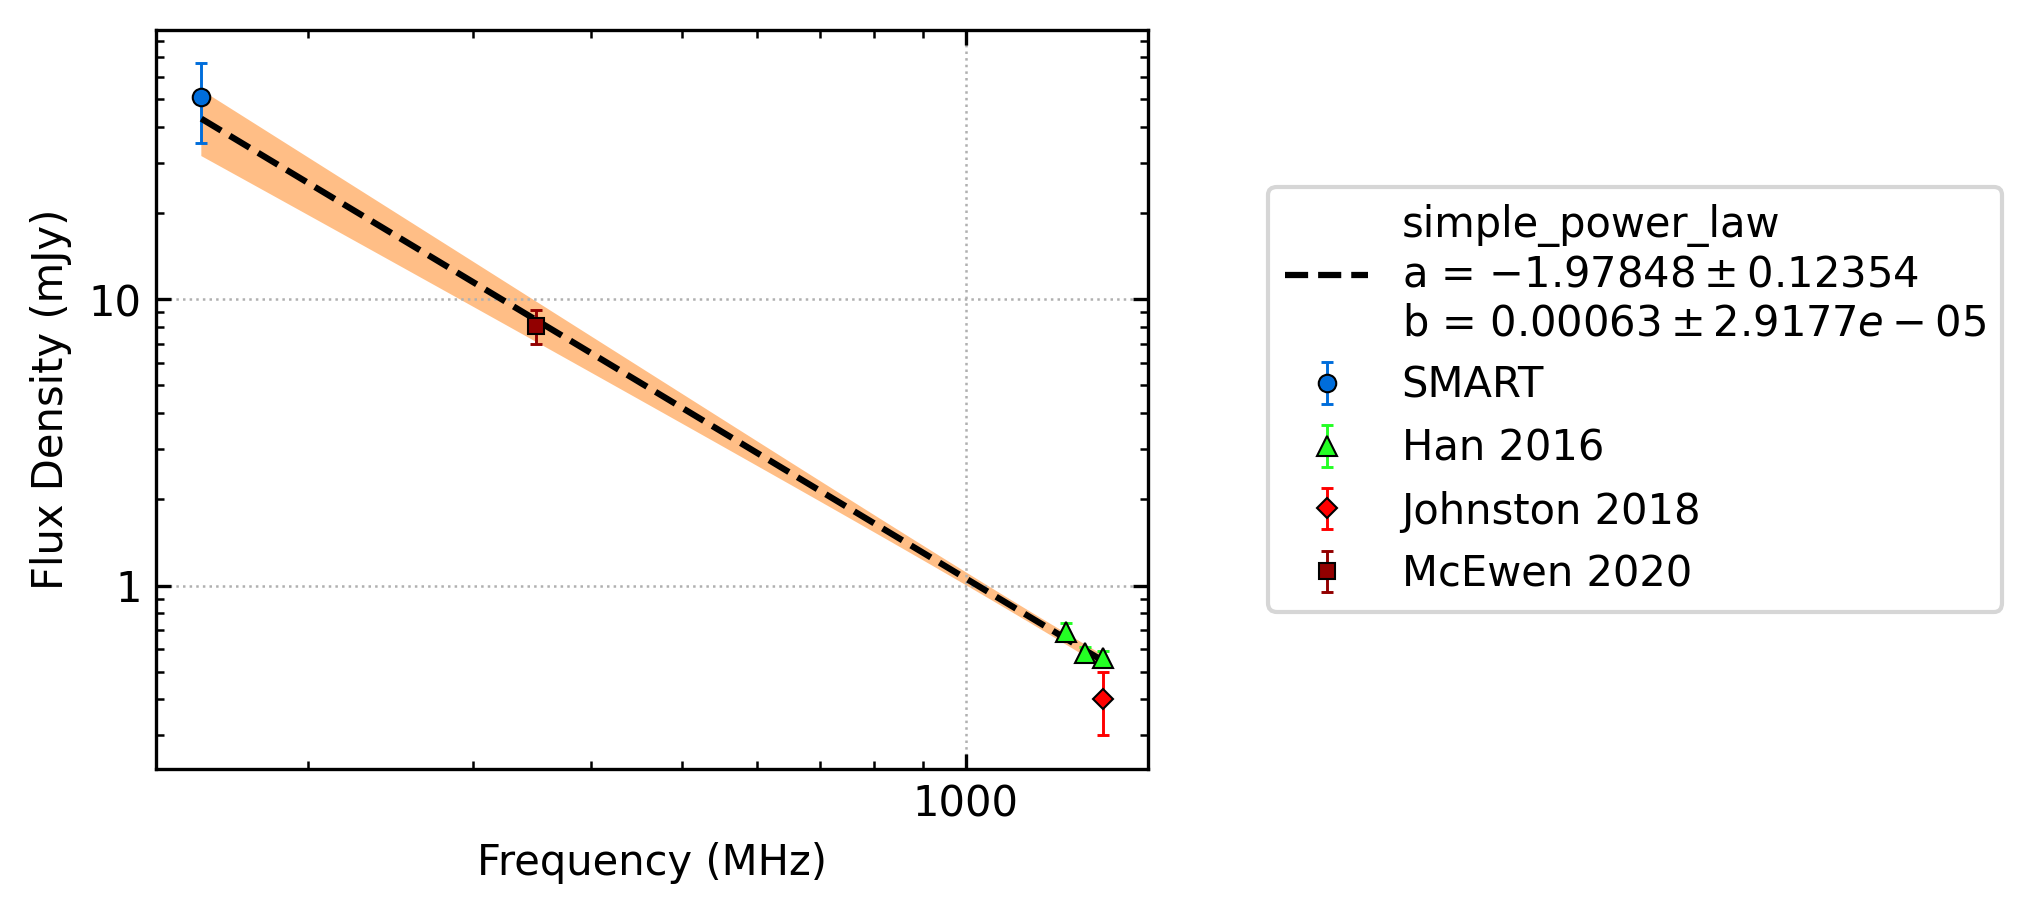 Flux Density (mJy)
10
1
1000
Frequency (MHz)
simple_power_law
a = −1.97848 ± 0.12354
b = 0.00063 ± 2.9177e − 05
SMART
Han 2016
Johnston 2018
McEwen 2020